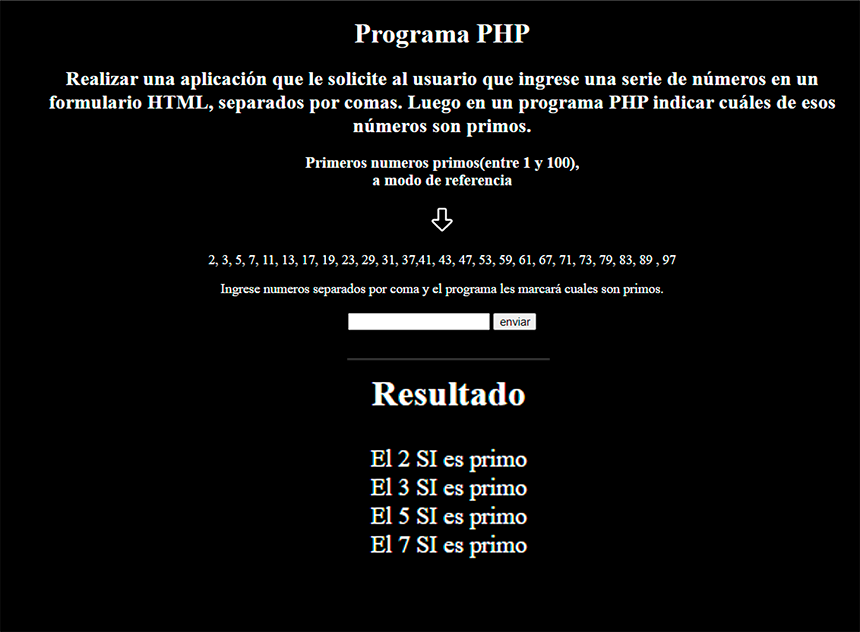 Programa PHP
Realizar una aplicación que le solicite al usuario que ingrese una serie de números en un
formulario HTML, separados por comas. Luego en un programa PHP indicar cuáles de esos
números son primos.
Primeros numeros primos(entre 1 y 100),
a modo de referencia
2, 3, 5, 7, 11, 13, 17, 19, 23, 29, 31, 37,41, 43, 47, 53, 59, 61, 67, 71, 73, 79, 83, 89 , 97
Ingrese numeros separados por coma y el programa les marcará cuales son primos.
enviar
Resultado
El 2 SI es primo
El 3 SI es primo
El 5 SI es primo
El 7 SI es primo